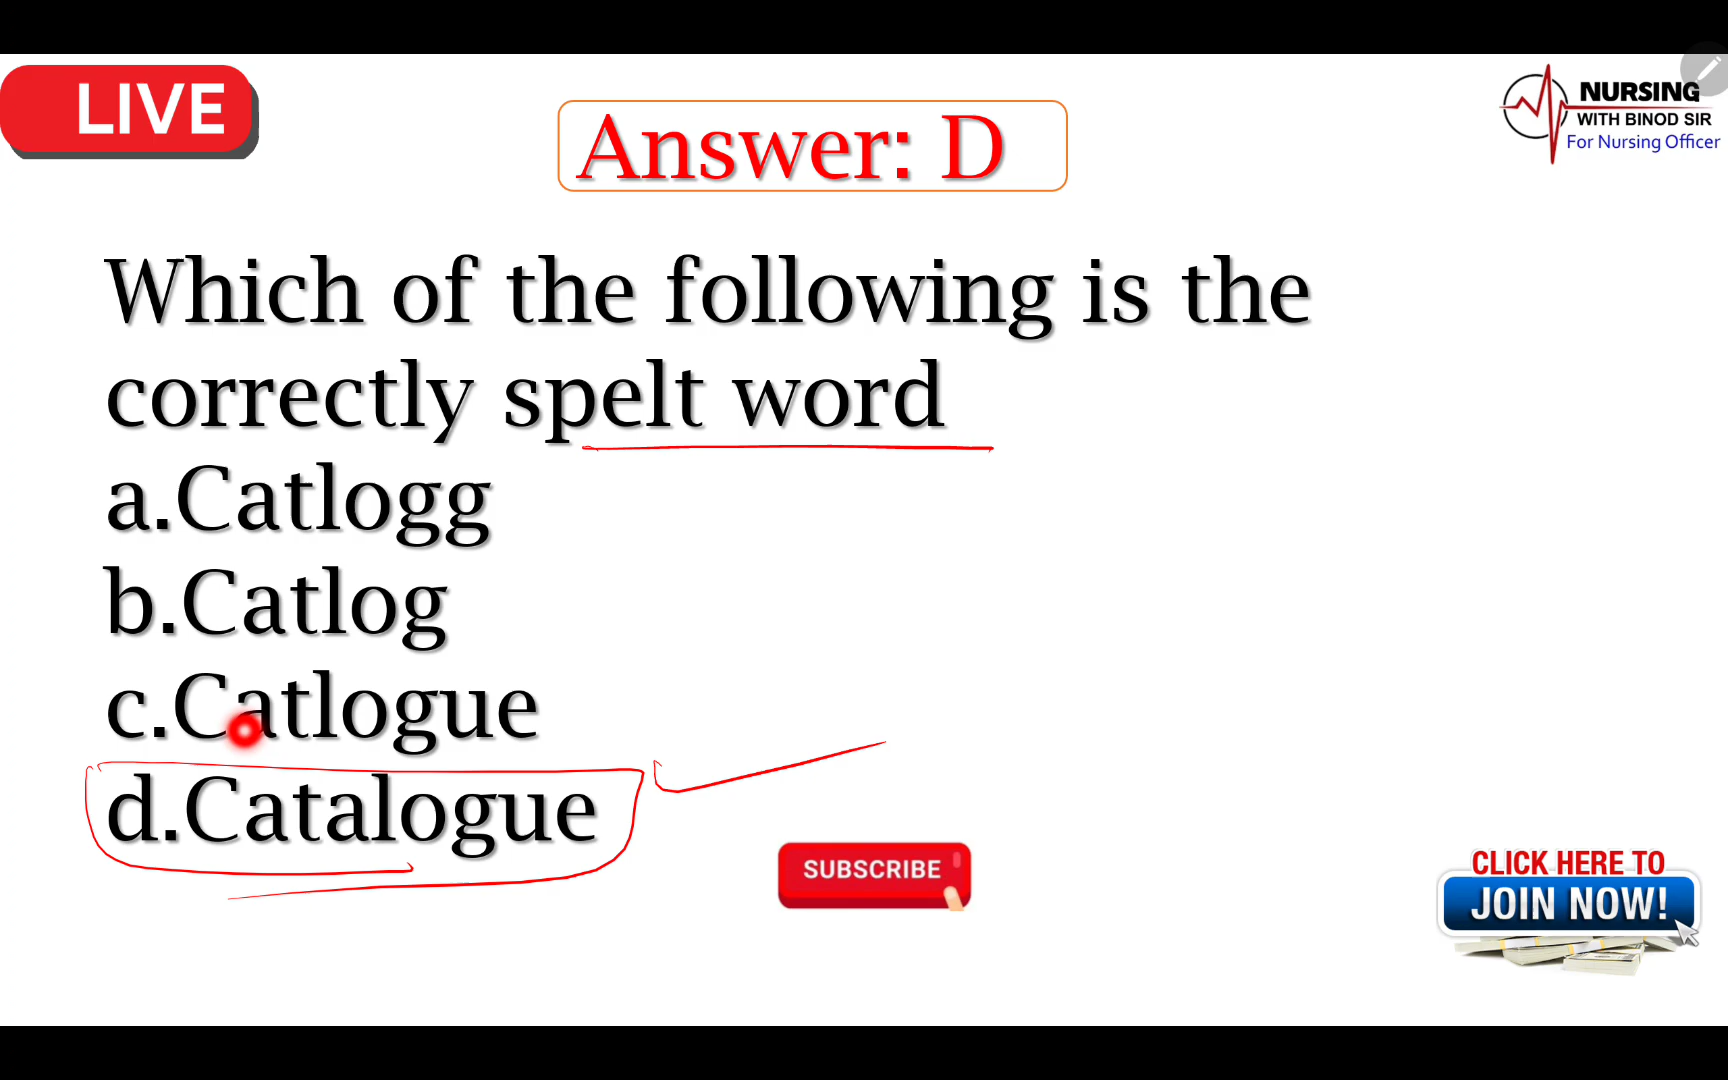 LIVE
Answer: D
NURSING
WITH BINOD SIR
For Nursing Officer
Which of the following is the
correctly spelt word
a.Catlogg
b.Catlog
c.Catlogue
d.Catalogue
SUBSCRIBE
CLICK HERE TO
JOIN NOW!